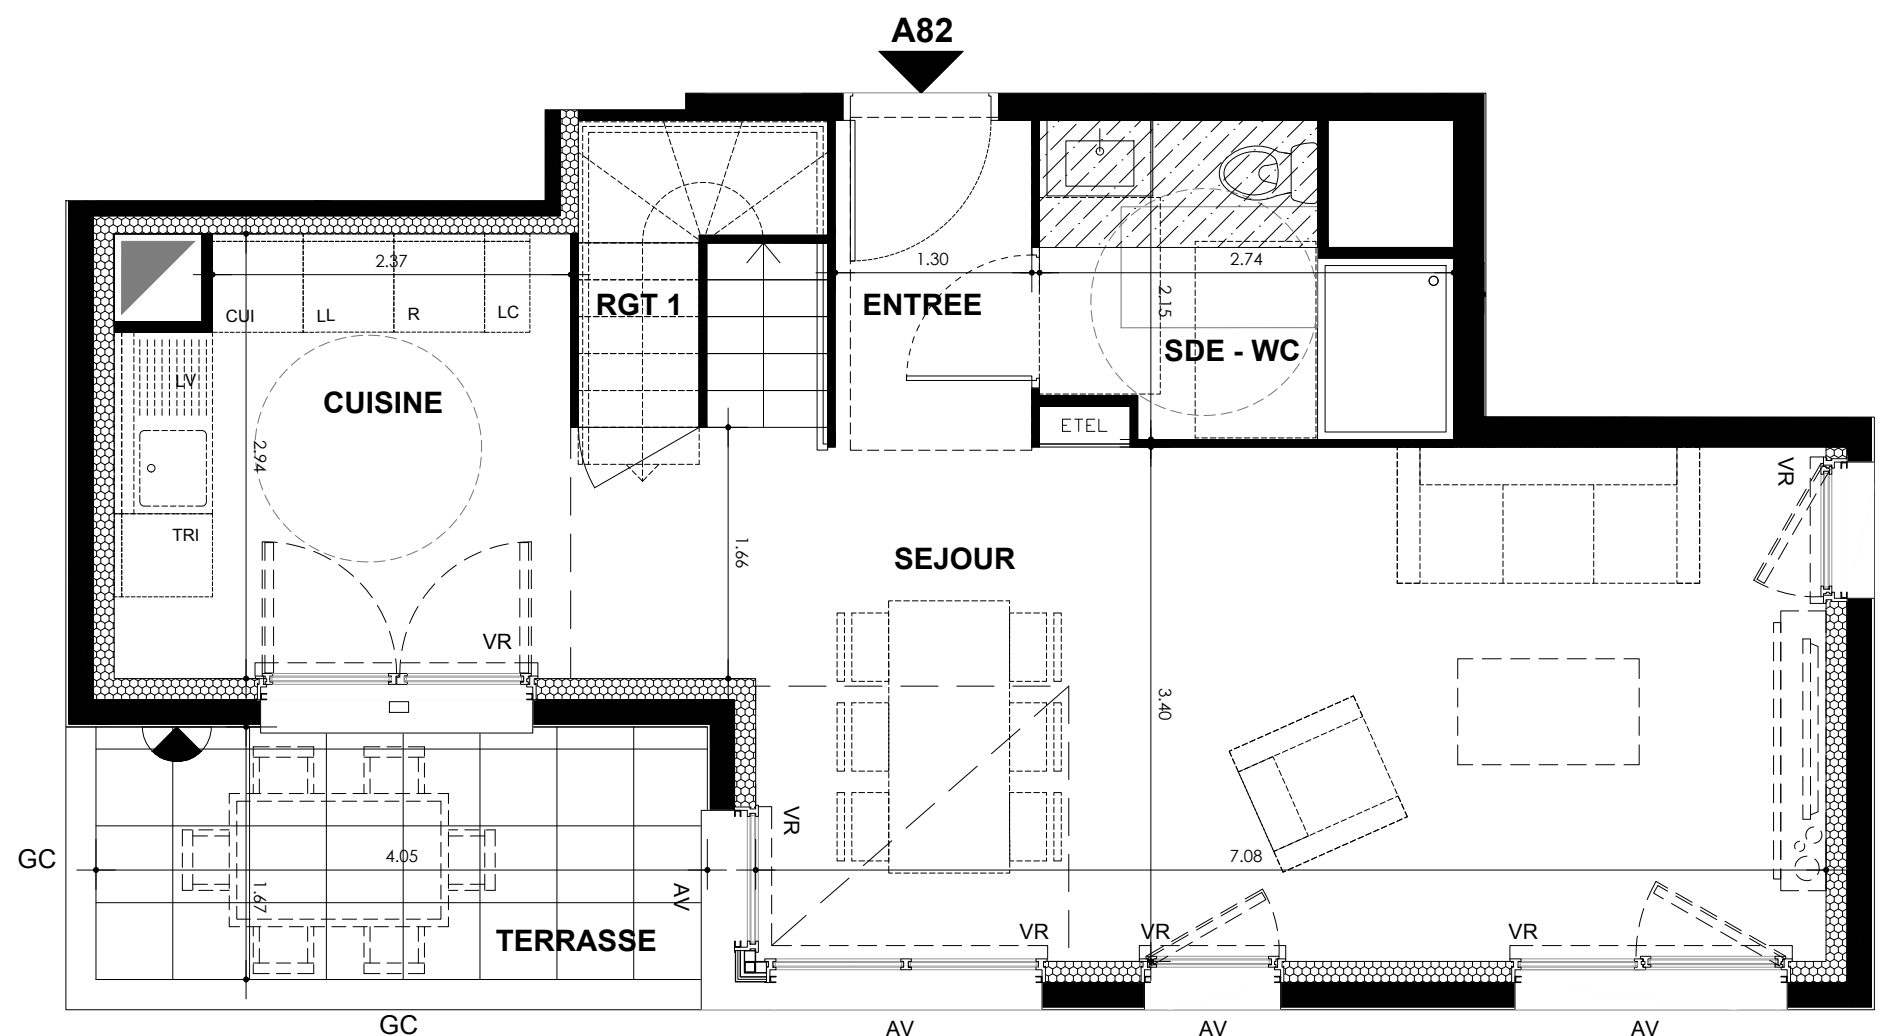 A82
2.37
1.30
2.74
CUI
LL
R
LC
RGT 1
ENTREE
2.15
SDE - WC
LV
CUISINE
ETEL
2.94
VR
TRI
1.66
SEJOUR
VR
3.40
VR
GC
4.05
7.08
1.67
AV
TERRASSE
VR
VR
VR
GC
AV
AV
AV